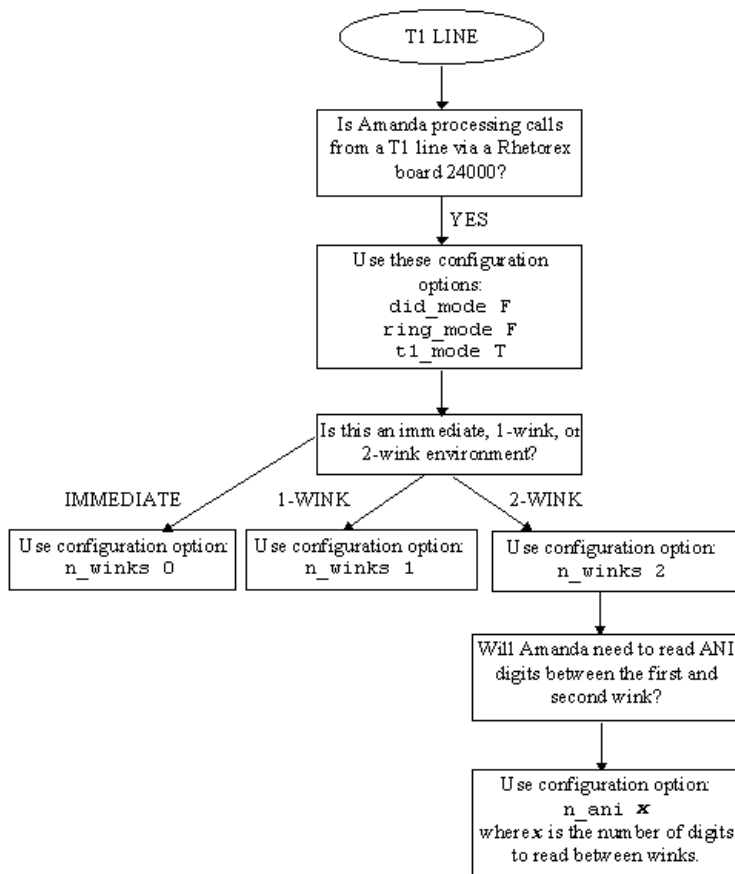 T1 LINE
Is Amanda processing calls
from a T1 line via a Rhetorex
board 24000?
YES
Use these configuration
options:
did_mode F
ring_mode F
t1_mode T
Is this an immediate, 1-wink, or
2-wink environment?
IMMEDIATE
1-WINK
2-WINK
Use configuration option:
n_winks 0
Use configuration option:
n_winks 1
Use configuration option:
n_winks 2
Will Amanda need to read ANI
digits between the first and
second wink?
Use configuration option:
n_ani x
where x is the number of digits
to read between winks.